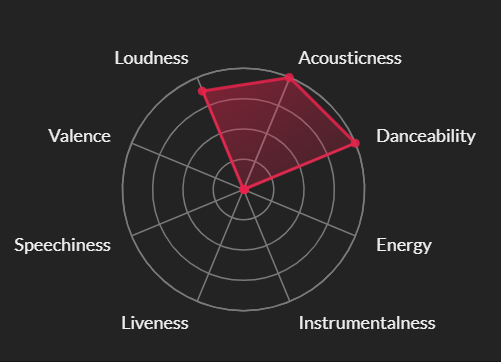 Loudness
Acousticness
Valence
Danceability
Speechiness
Energy
Liveness
Instrumentalness